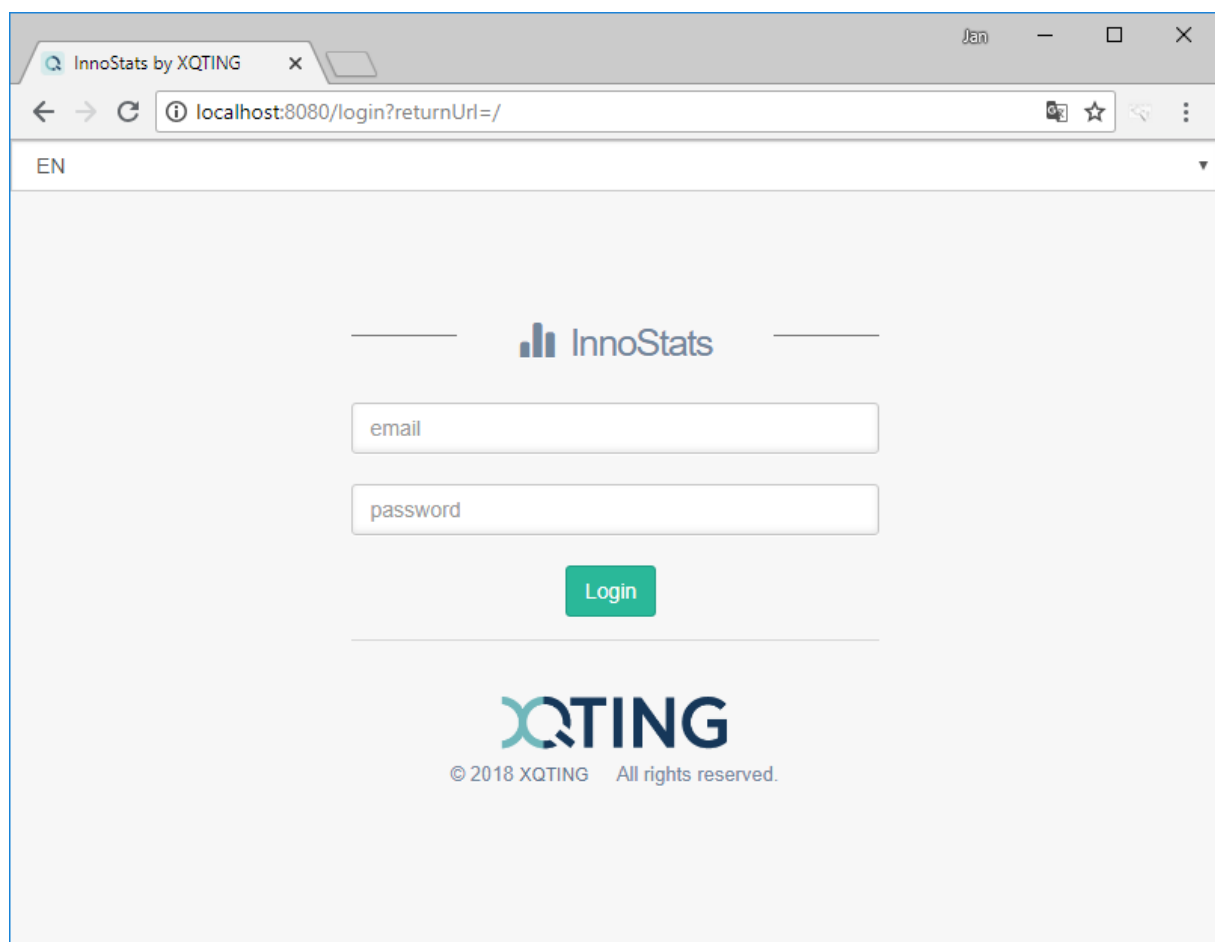 Jan
InnoStats by XQTING
localhost:8080/login?returnUrl=/
EN
InnoStats
email
password
Login
XQTING
© 2018 XQTING All rights reserved.